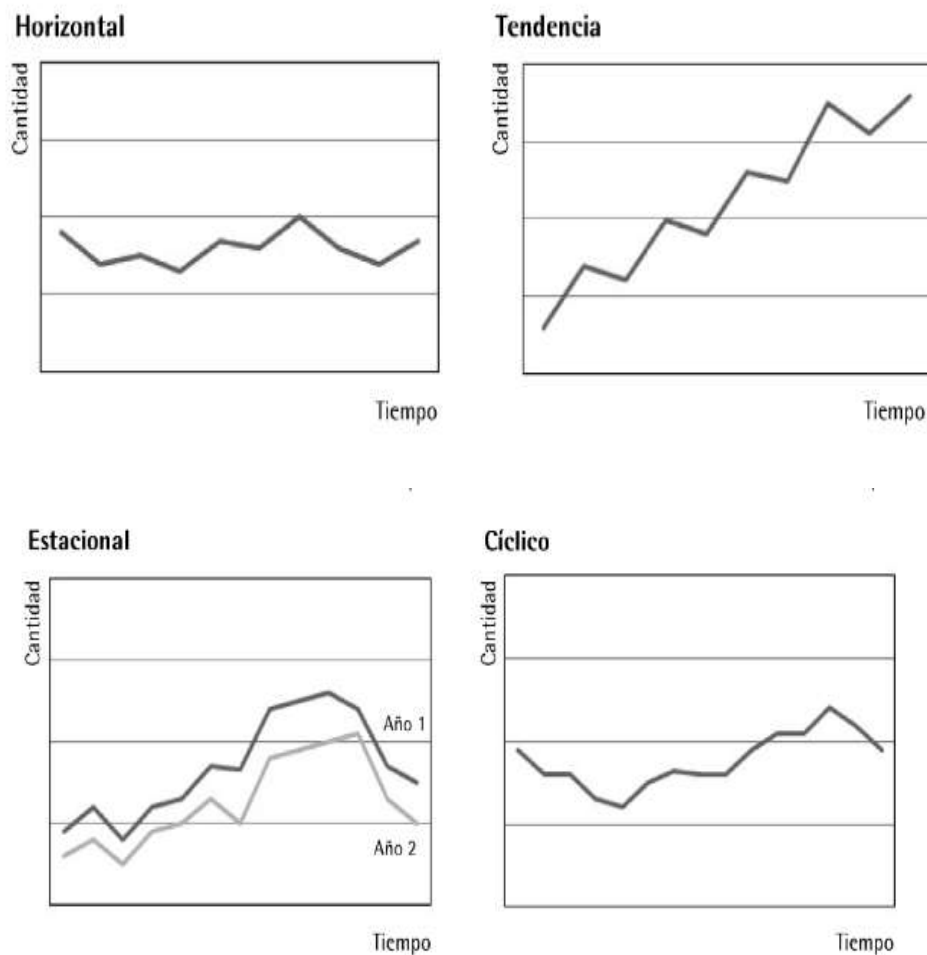 Horizontal
Cantidad
Tiempo
Tendencia
Cantidad
Tiempo
Estacional
Cantidad
Año 1
Año 2
Tiempo
Cíclico
Cantidad
Tiempo